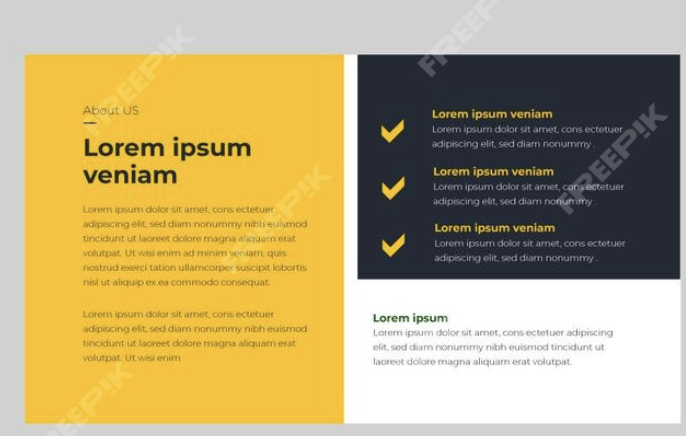 About US
Lorem ipsum
veniam
Lorem ipsum dolor sit amet, cons ectetuer
adipiscing elit, sed diam nonummy nibh euismod
tincidunt ut laoreet dolore magna aliquam erat
volutpat. Ut wisi enim ad minim veniam, quis
nostrud exerci tation ullamcorper suscipit lobortis
nisl ut aliquip commodo consequat.
Lorem ipsum dolor sit amet, cons ectetuer
adipiscing elit, sed diam nonummy nibh euismod
tincidunt ut laoreet dolore magna aliquam erat
volutpat. Ut wisi enim
Lorem ipsum veniam
Lorem ipsum dolor sit amet, cons ectetuer
adipiscing elit, sed diam nonummy .
Lorem ipsum veniam
Lorem ipsum dolor sit amet, cons ectetuer
adipiscing elit, sed diam nonummy .
Lorem ipsum veniam
Lorem ipsum dolor sit amet, cons ectetuer
adipiscing elit, sed diam nonummy .
Lorem ipsum
Lorem ipsum dolor sit amet, cons ectetuer adipiscing
elit, sed diam nonummy nibh euismod tincidunt ut
laoreet dolore magna aliquam erat volutpat.
FREEPIK
FREEPIK
FREEPIK
FREEPIK
FREEPIK